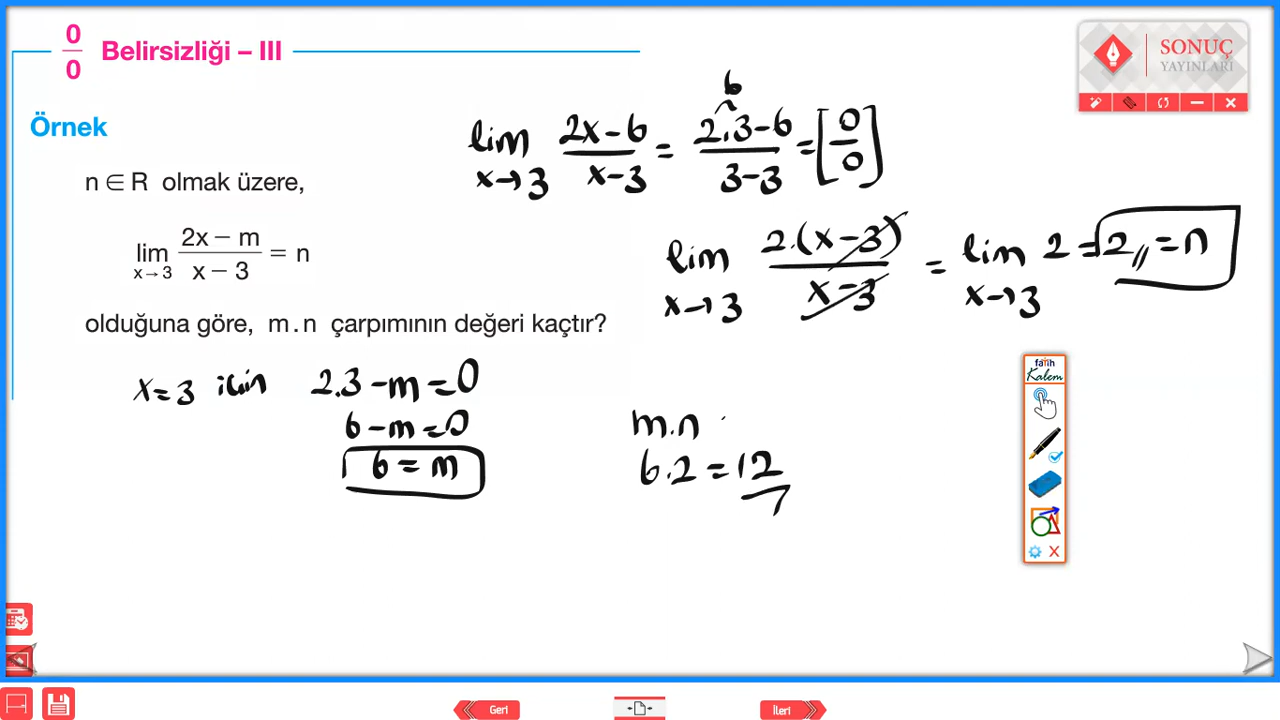 0/0 Belirsizliği – III
SONUÇ
YAYINLARI
Örnek
n ∈ R olmak üzere,
lim x→3 (2x – m)/(x – 3) = n
olduğuna göre, m . n çarpımının değeri kaçtır?
lim x→3 (2x – 6)/(x – 3) = (2.3 – 6)/(3 – 3) = [0/0]
6
lim x→3 2.(x – 3)/(x – 3) = lim x→3 2 = 2,, = n
x = 3 için 2.3 – m = 0
6 – m = 0
6 = m
m.n
6.2 = 12
fatih
Kalem
Geri
İleri